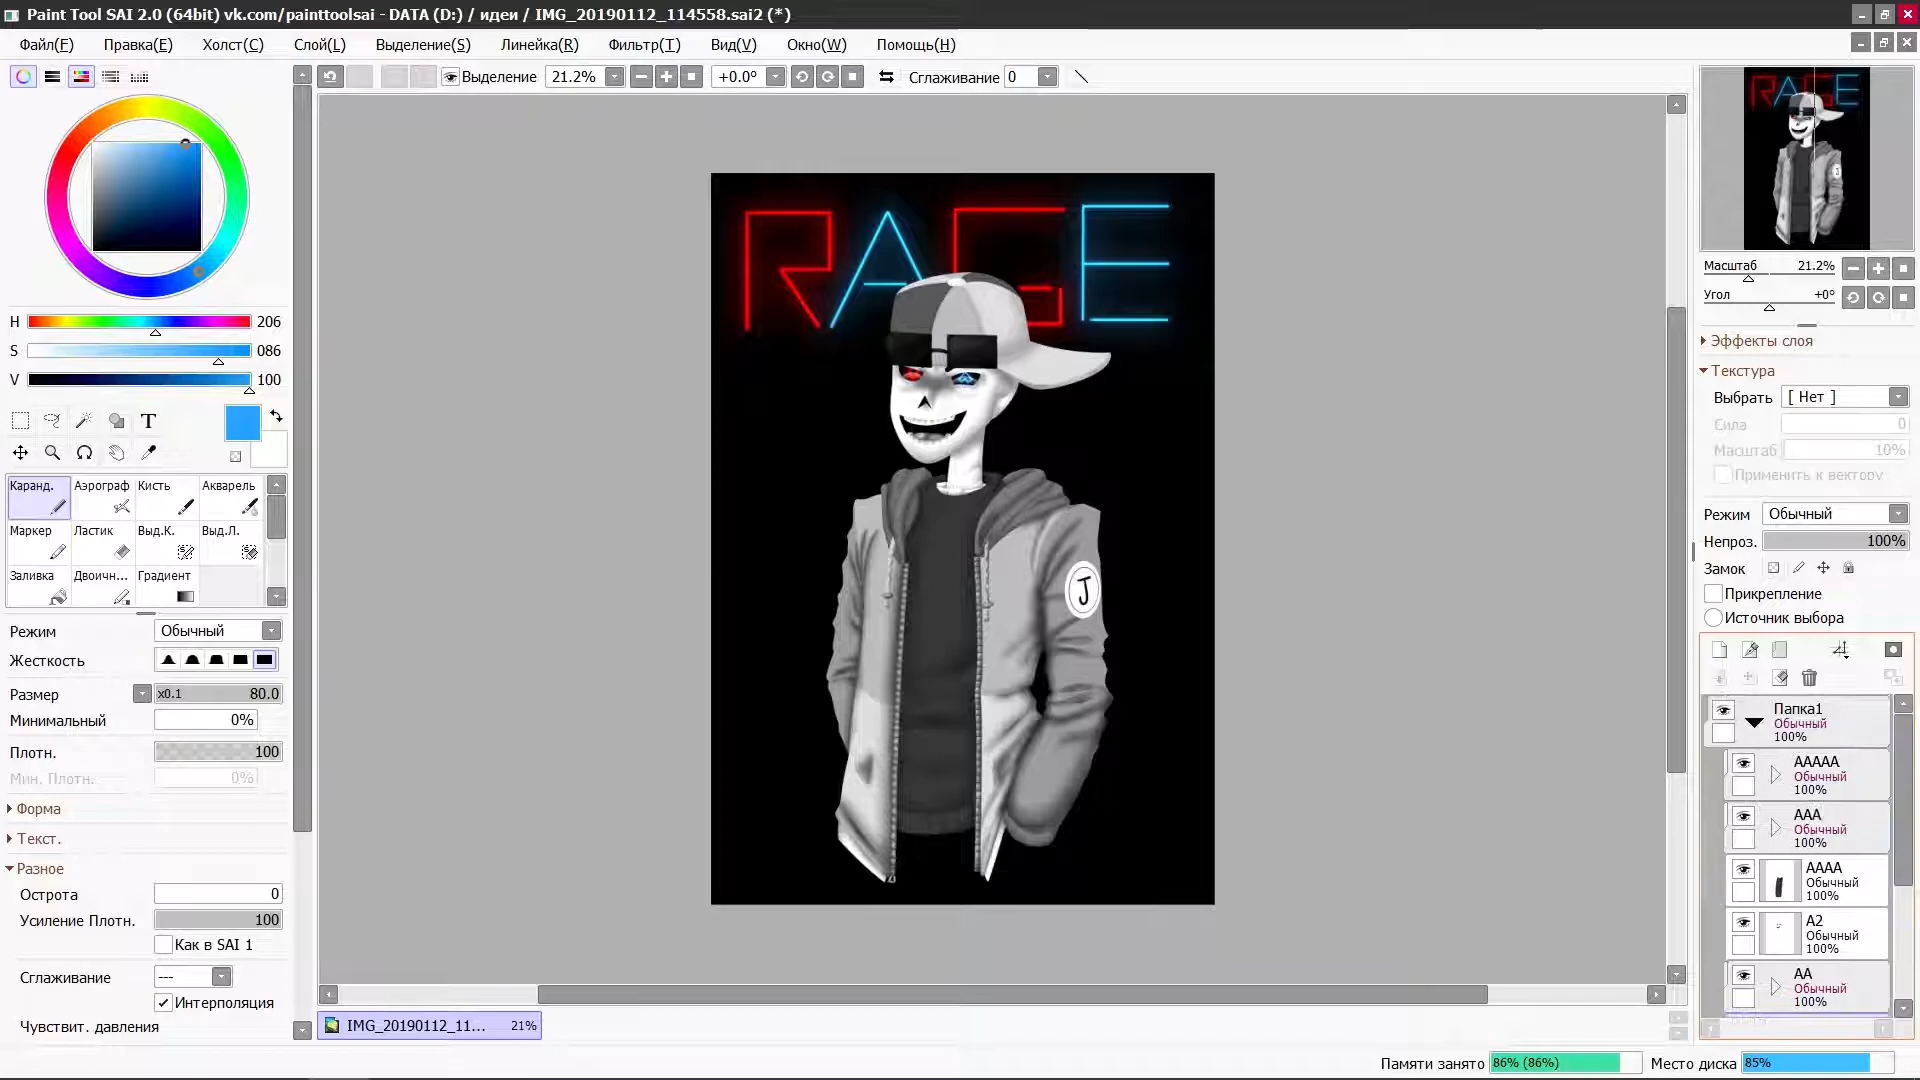 Paint Tool SAI 2.0 (64bit) vk.com/painttoolsai - DATA (D:) / идеи / IMG_20190112_114558.sai2 (*)
Файл(F) Правка(E) Холст(C) Слой(L) Выделение(S) Линейка(R) Фильтр(T) Вид(V) Окно(W) Помощь(H)
Выделение 21.2% +0.0° Сглаживание 0
H 206
S 086
V 100
T
Каранд. Аэрограф Кисть Акварель
Маркер Ластик Выд.К. Выд.Л.
Заливка Двоичн... Градиент
Режим Обычный
Жесткость
Размер x0.1 80.0
Минимальный 0%
Плотн. 100
Мин. Плотн. 0%
Форма
Текст.
Разное
Острота 0
Усиление Плотн. 100
Как в SAI 1
Сглаживание ---
Интерполяция
Чувствит. давления
RAGE
J
IMG_20190112_11... 21%
RAGE
J
Масштаб 21.2%
Угол +0°
Эффекты слоя
Текстура
Выбрать [ Нет ]
Сила 0
Масштаб 10%
Применить к вектору
Режим Обычный
Непроз. 100%
Замок
Прикрепление
Источник выбора
Папка1
Обычный
100%
AAAAA
Обычный
100%
AAA
Обычный
100%
AAAA
Обычный
100%
A2
Обычный
100%
AA
Обычный
100%
Памяти занято 86% (86%) Место диска 85%